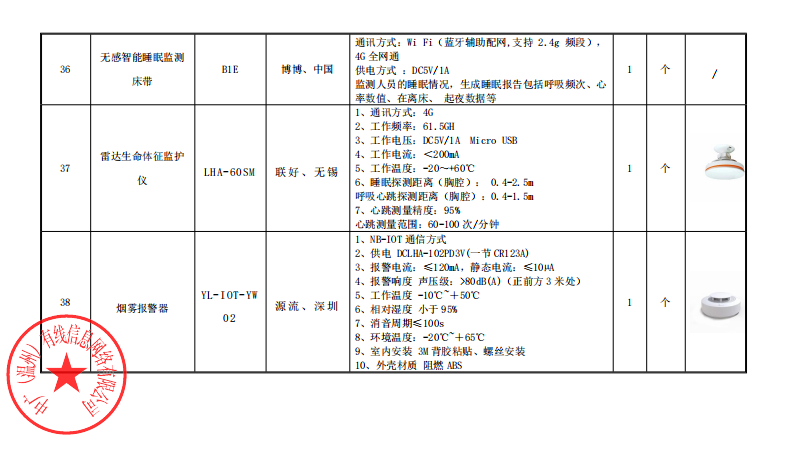 36
无感智能睡眠监测
床带
B1E
博博、中国
通讯方式：Wi Fi（蓝牙辅助配网,支持 2.4g 频段），
4G 全网通
供电方式 ：DC5V/1A
监测人员的睡眠情况，生成睡眠报告包括呼吸频次、心
率数值、在离床、 起夜数据等
1
个
/
37
雷达生命体征监护
仪
LHA-60SM
联好、无锡
1、通讯方式：4G
2、工作频率：61.5GH
3、工作电压：DC5V/1A Micro USB
4、工作电流：＜200mA
5、工作温度：-20～+60℃
6、睡眠探测距离（胸腔）： 0.4-2.5m
呼吸心跳探测距离（胸腔）：0.4-1.5m
7、心跳测量精度：95%
心跳测量范围：60-100 次/分钟
1
个
38
烟雾报警器
YL-IOT-YW
02
源流、深圳
1、NB-IOT 通信方式
2、供电 DCLHA-102PD3V(一节 CR123A)
3、报警电流：≤120mA，静态电流：≤10μA
4、报警响度 声压级：>80dB(A)（正前方 3 米处）
5、工作温度 -10℃~＋50℃
6、相对湿度 小于 95%
7、消音周期≤100s
8、环境温度：-20℃~＋65℃
9、室内安装 3M 背胶粘贴、螺丝安装
10、外壳材质 阻燃 ABS
1
个
中广（温州）有线信息网络有限公司